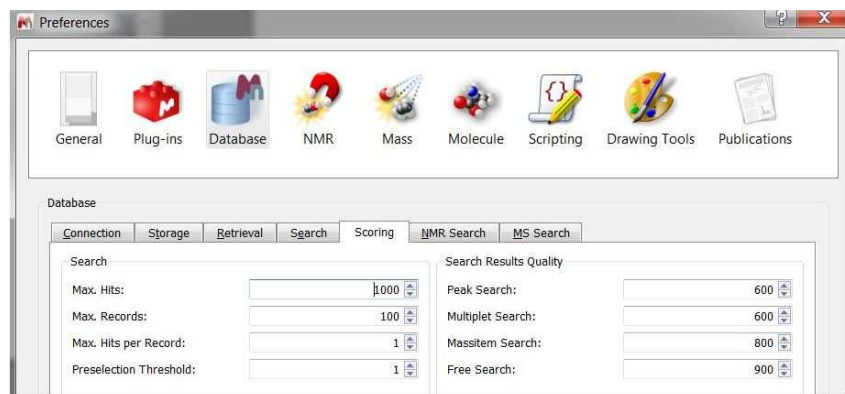 Preferences
General Plug-ins Database NMR Mass Molecule Scripting Drawing Tools Publications
Database
Connection Storage Retrieval Search Scoring NMR Search MS Search
Search
Max. Hits: 1000
Max. Records: 100
Max. Hits per Record: 1
Preselection Threshold: 1
Search Results Quality
Peak Search: 600
Multiplet Search: 600
Massitem Search: 800
Free Search: 900